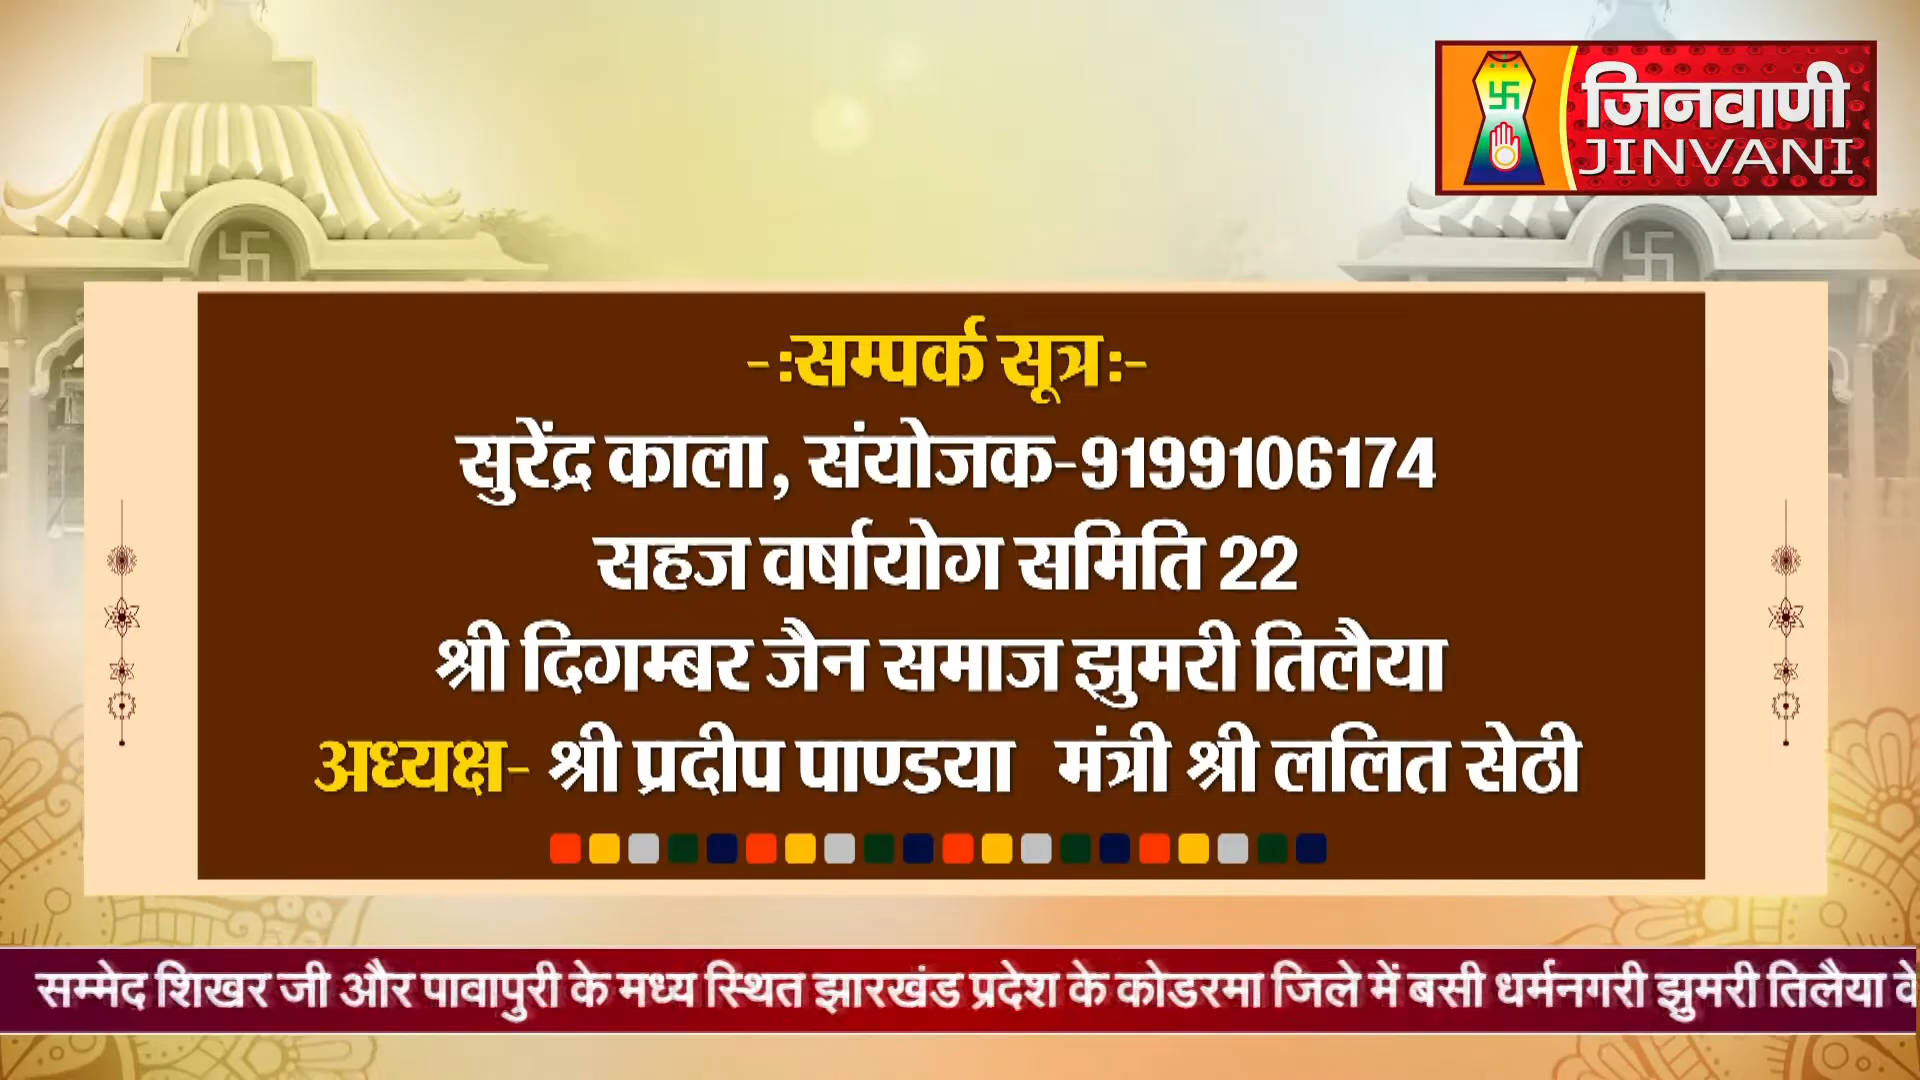 जिनवाणी
JINVANI
-:सम्पर्क सूत्र:-
सुरेंद्र काला, संयोजक-9199106174
सहज वर्षायोग समिति 22
श्री दिगम्बर जैन समाज झुमरी तिलैया
अध्यक्ष- श्री प्रदीप पाण्डया मंत्री श्री ललित सेठी
सम्मेद शिखर जी और पावापुरी के मध्य स्थित झारखंड प्रदेश के कोडरमा जिले में बसी धर्मनगरी झुमरी तिलैया